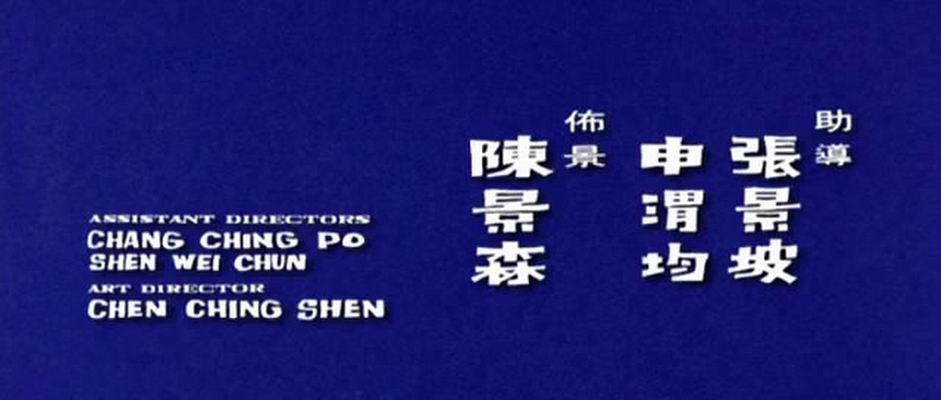 ASSISTANT DIRECTORS
CHANG CHING PO
SHEN WEI CHUN
ART DIRECTOR
CHEN CHING SHEN
助導
張景坡
申渭均
佈景
陳景森